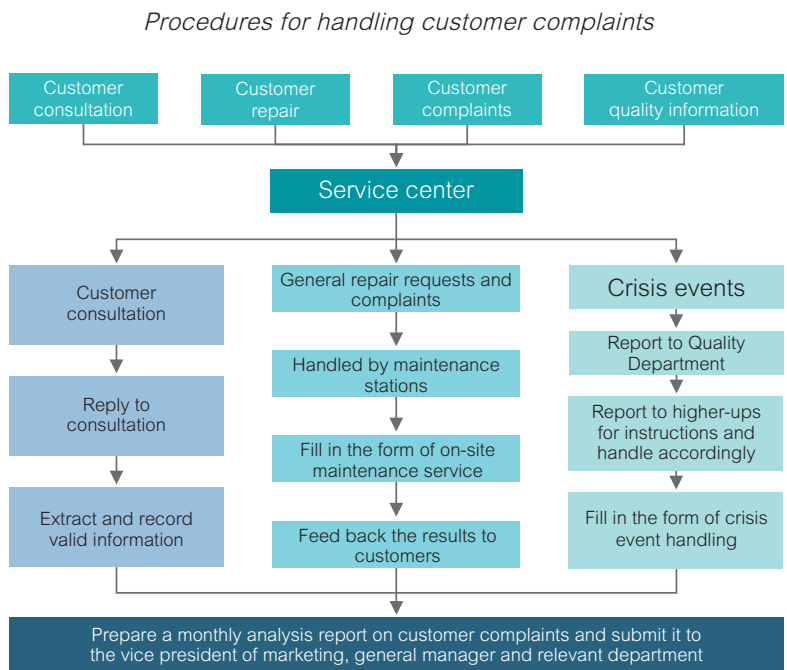 Procedures for handling customer complaints
Customer
consultation
Customer
repair
Customer
complaints
Customer
quality information
Service center
Customer
consultation
Reply to
consultation
Extract and record
valid information
General repair requests and
complaints
Handled by maintenance
stations
Fill in the form of on-site
maintenance service
Feed back the results to
customers
Crisis events
Report to Quality
Department
Report to higher-ups
for instructions and
handle accordingly
Fill in the form of crisis
event handling
Prepare a monthly analysis report on customer complaints and submit it to
the vice president of marketing, general manager and relevant department